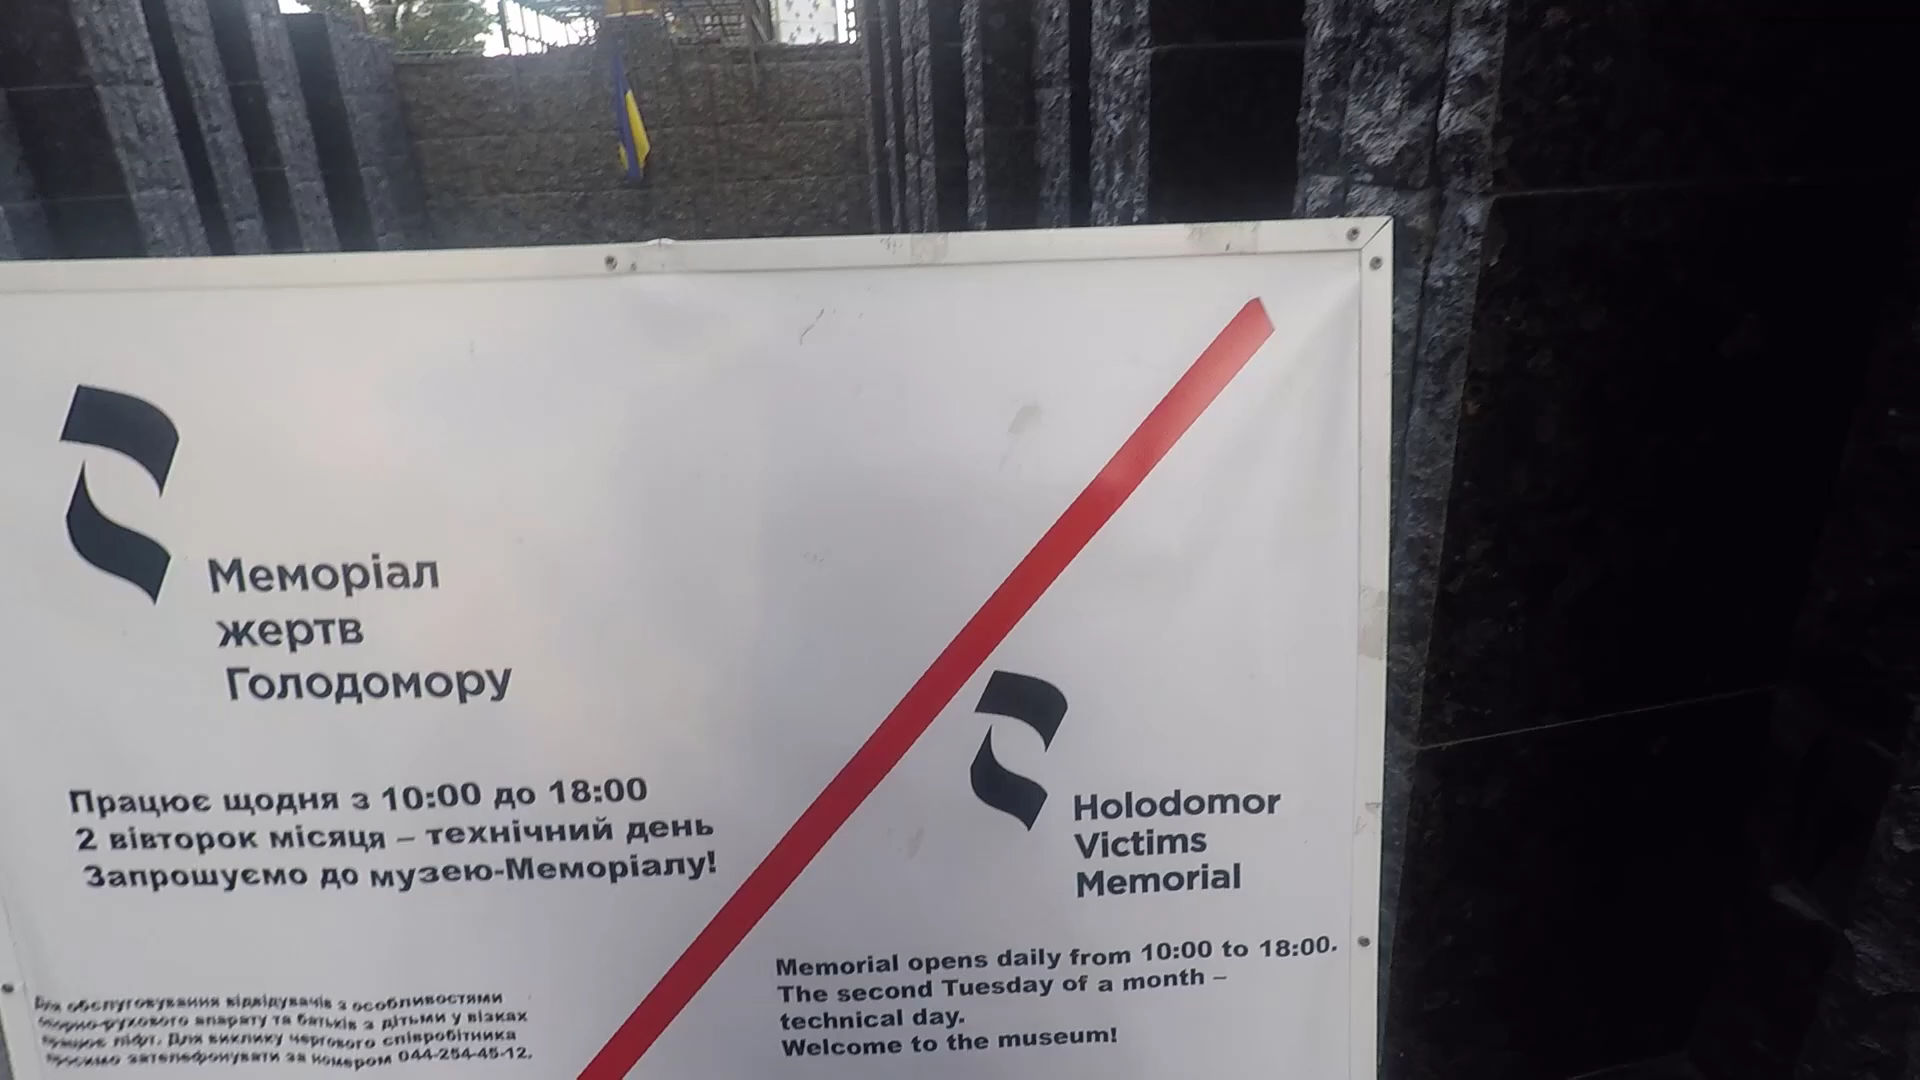 Меморіал
жертв
Голодомору
Працює щодня з 10:00 до 18:00
2 вівторок місяця – технічний день
Запрошуємо до музею-Меморіалу!
Для обслуговування відвідувачів з особливостями
опорно-рухового апарату та батьків з дітьми у візках
працює ліфт. Для виклику чергового співробітника
просимо зателефонувати за номером 044-254-45-12.
Holodomor
Victims
Memorial
Memorial opens daily from 10:00 to 18:00.
The second Tuesday of a month –
technical day.
Welcome to the museum!